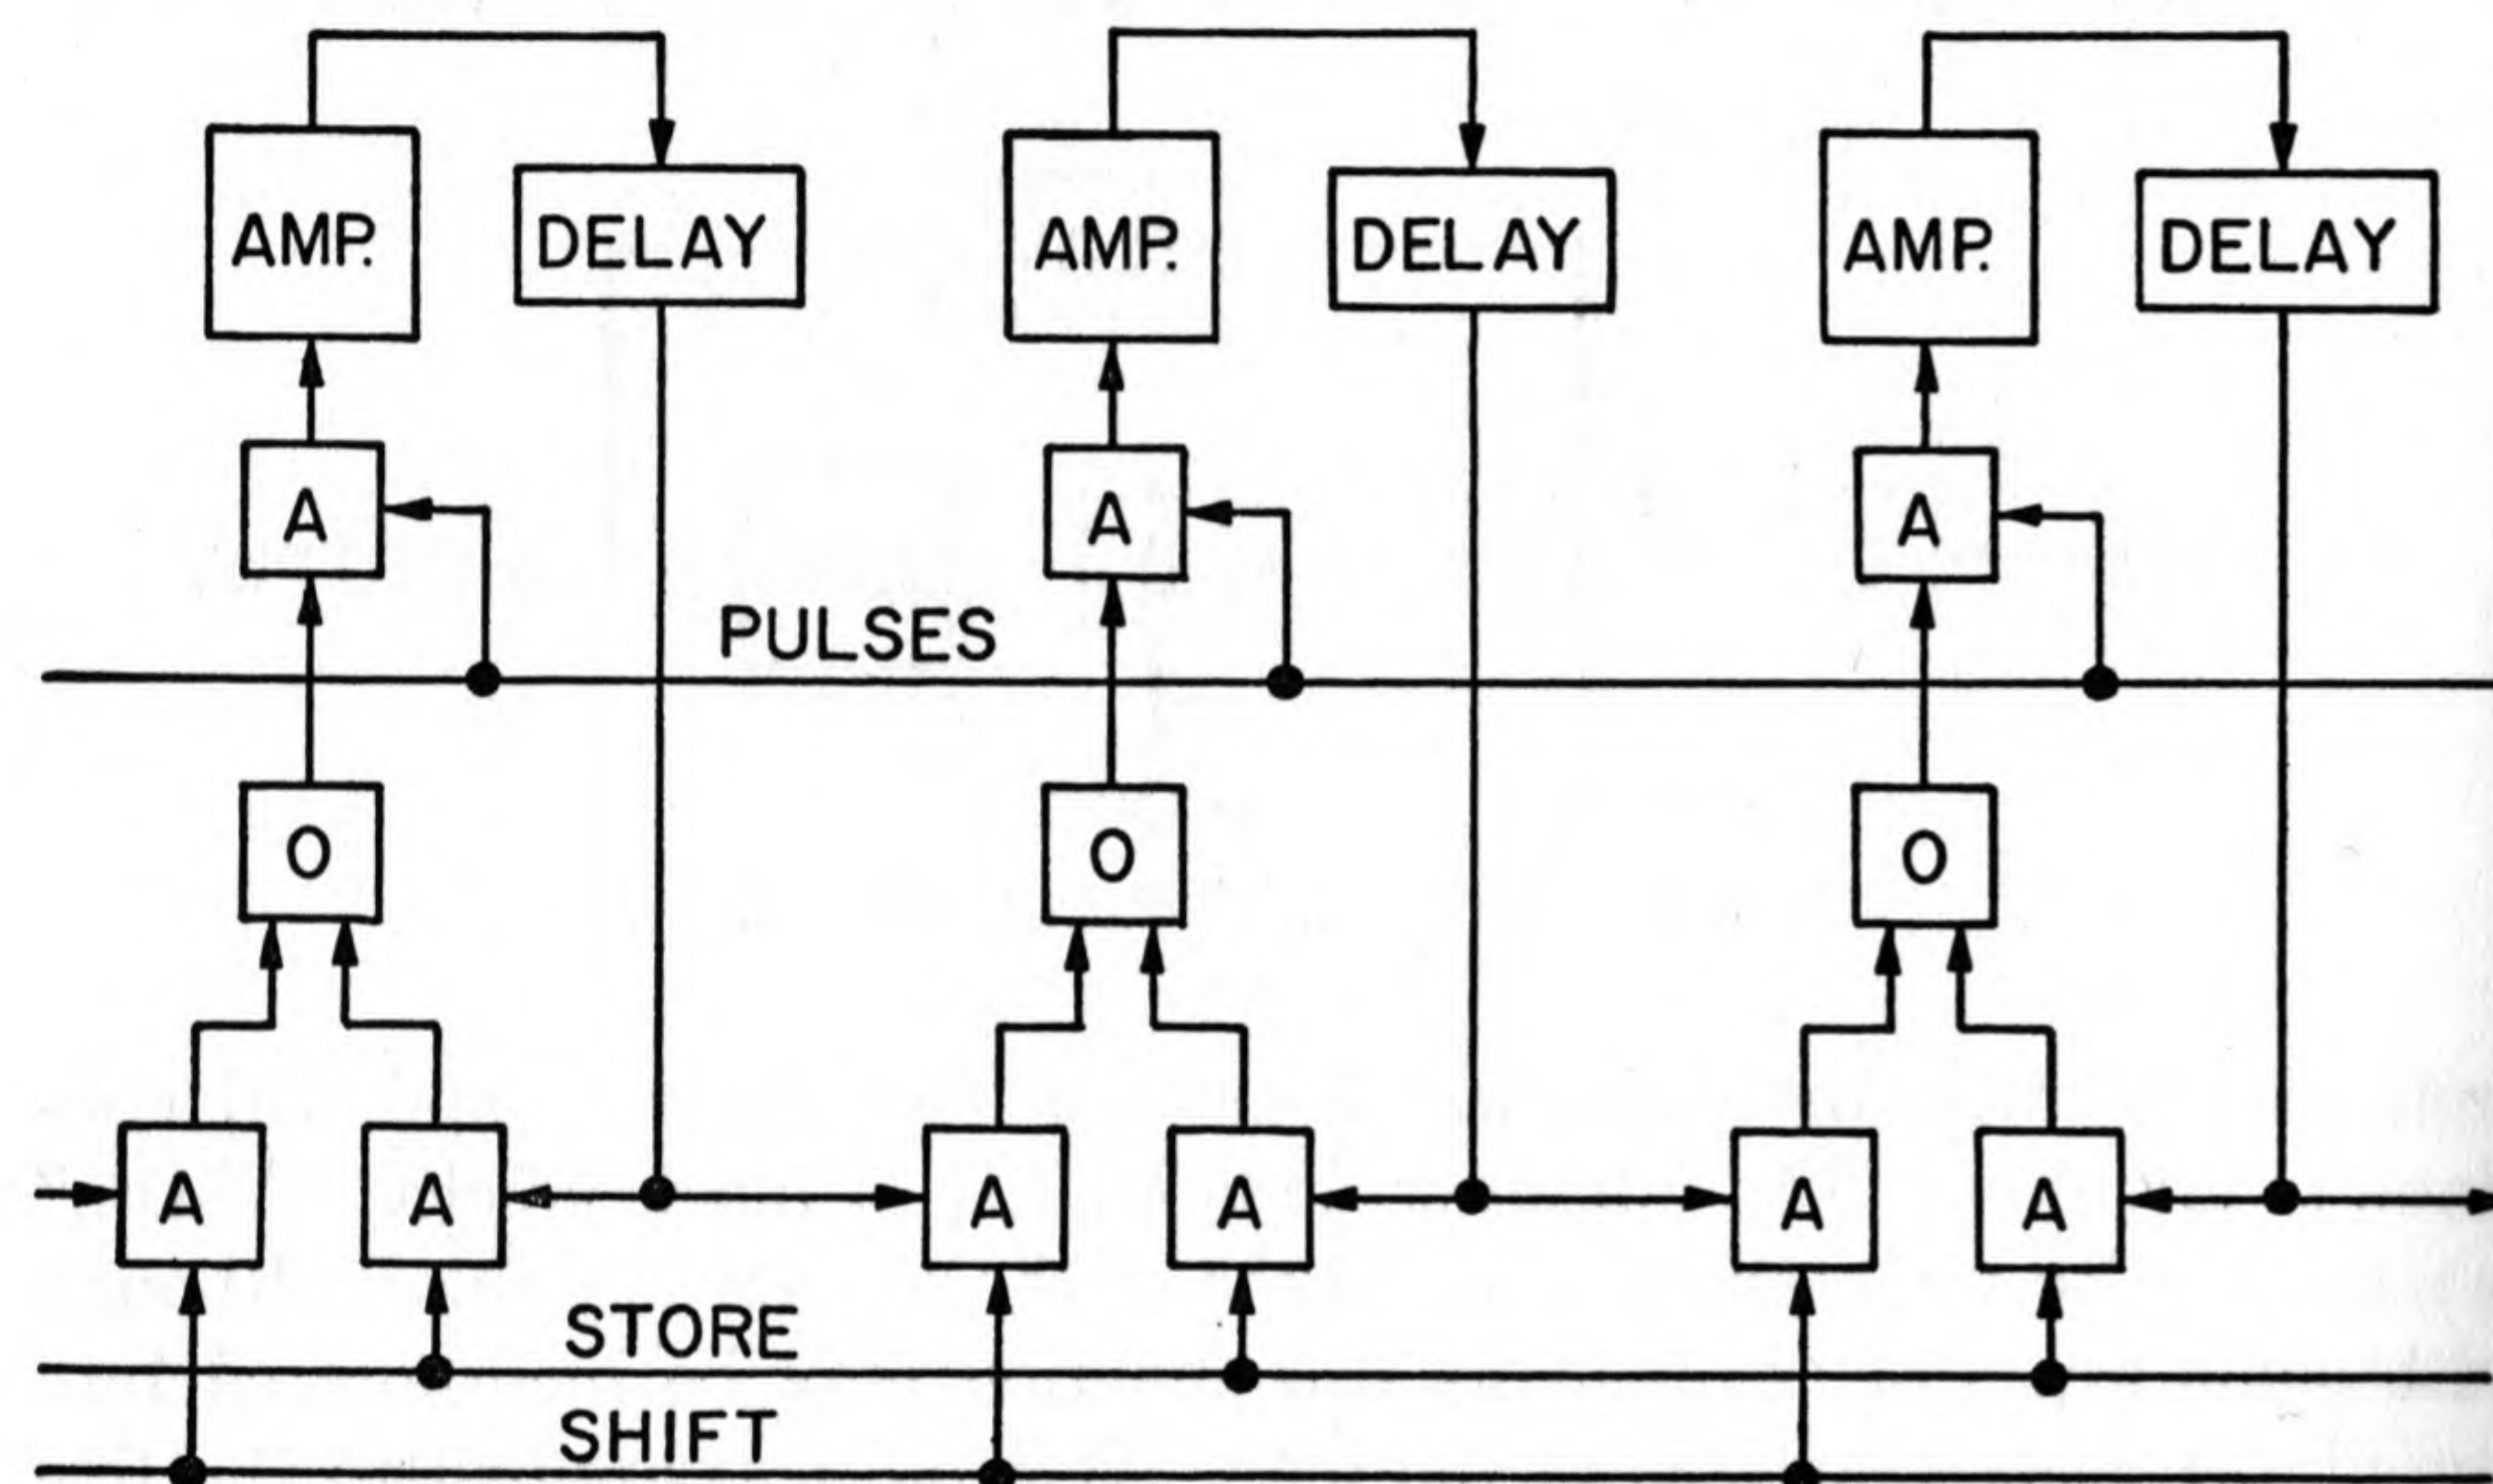 AMP. DELAY AMP. DELAY AMP. DELAY
A A A
PULSES
O O O
A A A A A A
STORE
SHIFT